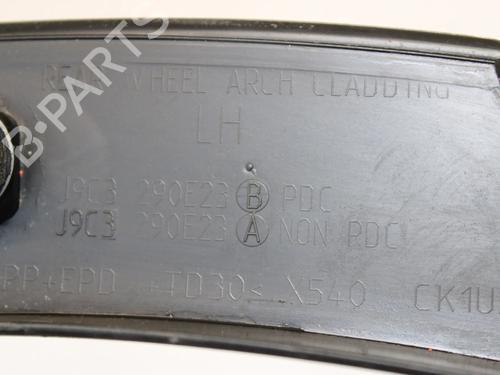 REAR WHEEL ARCH CLADDING
LH
J9C3 290E23 B PDC
J9C3 290E23 A NON PDC
PP+EPD +TD30< X540 CK1U
B-PARTS